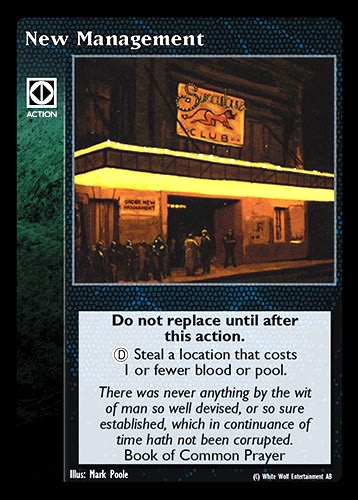 New Management
ACTION
Succubus
CLUB
UNDER NEW
MANAGEMENT
Do not replace until after
this action.
D Steal a location that costs
1 or fewer blood or pool.
There was never anything by the wit
of man so well devised, or so sure
established, which in continuance of
time hath not been corrupted.
Book of Common Prayer
Illus: Mark Poole
(C) White Wolf Entertainment AB